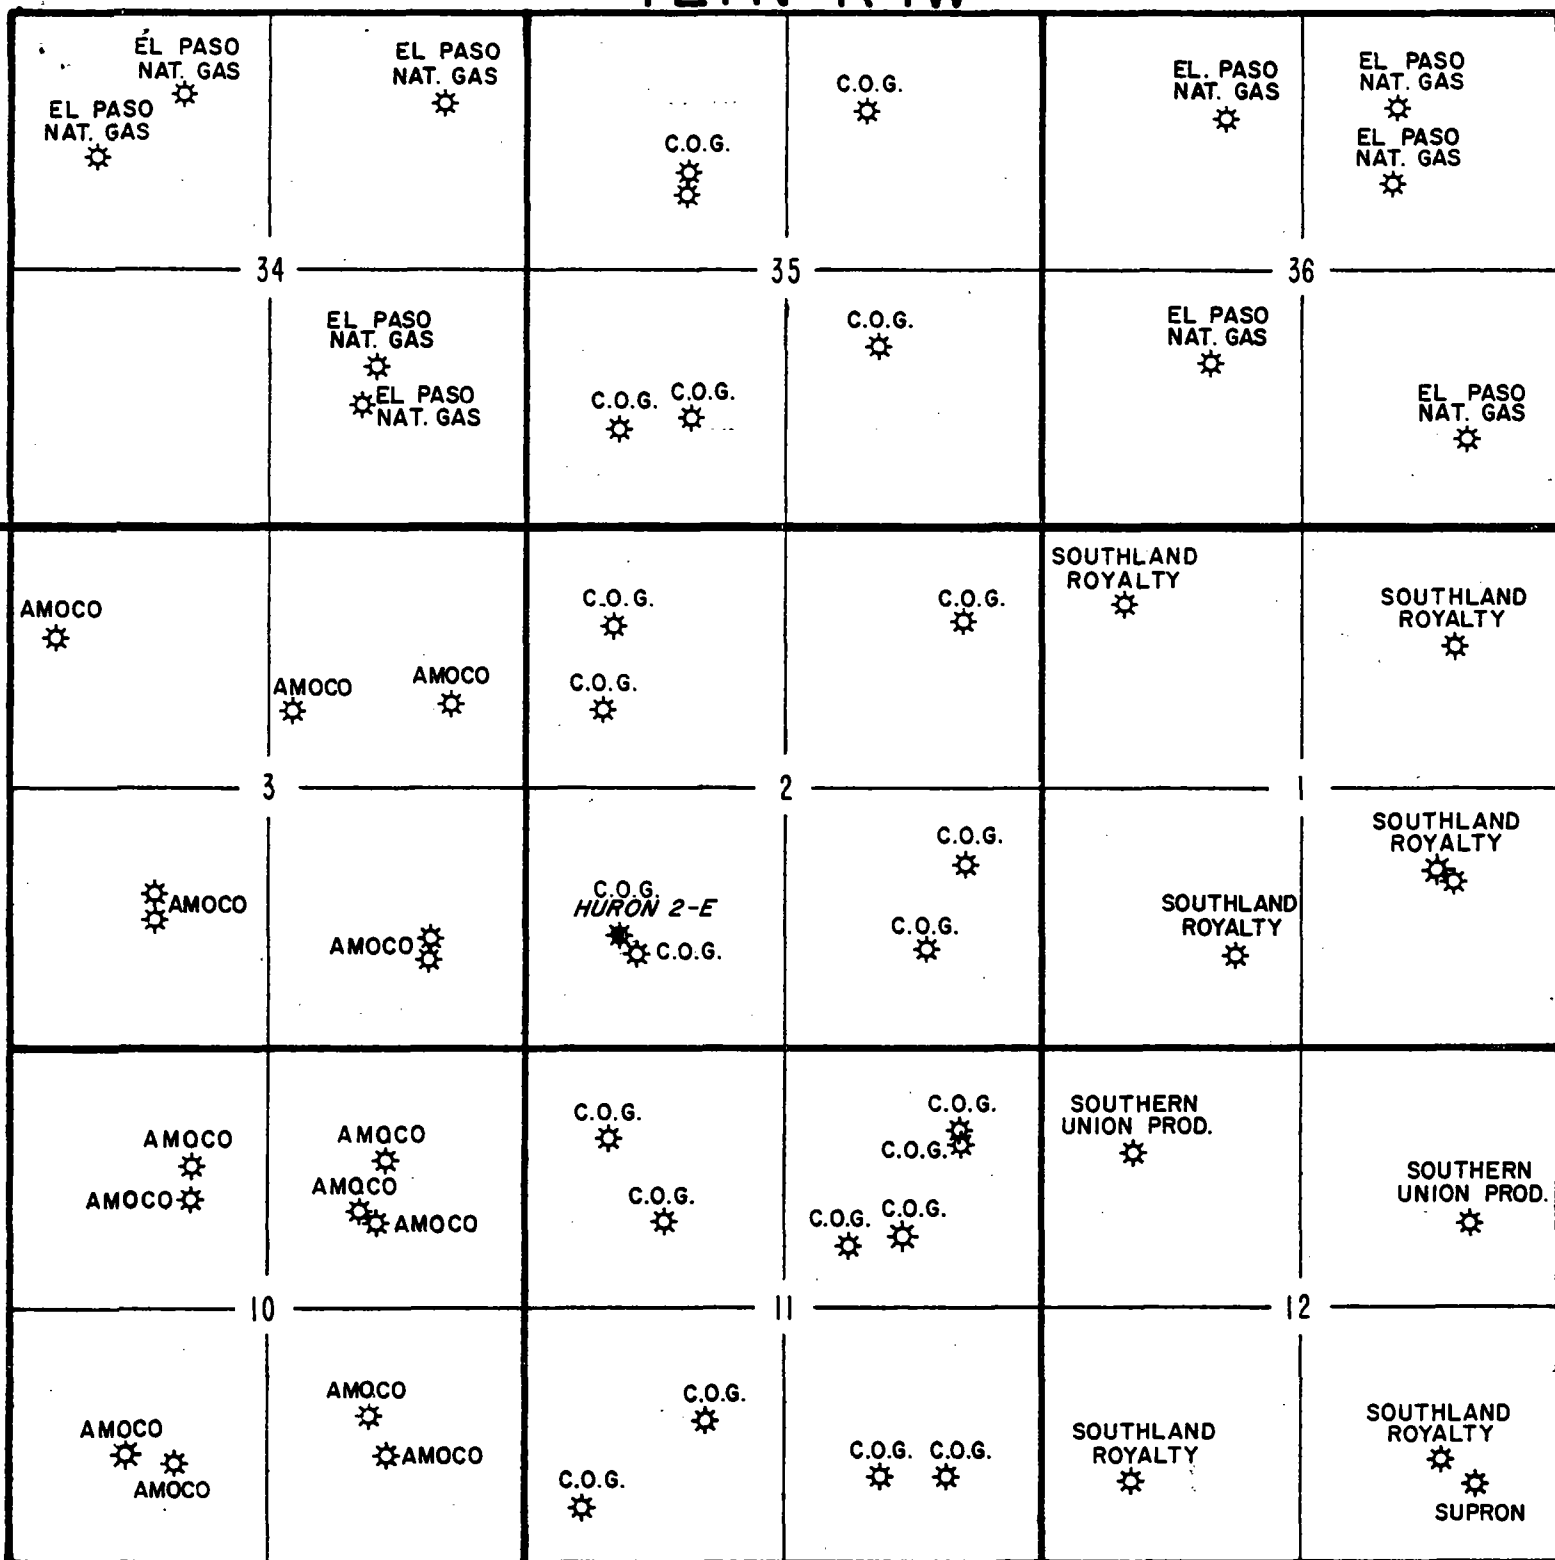 EL PASO
NAT. GAS
EL PASO
NAT. GAS
EL PASO
NAT. GAS
C.O.G.
C.O.G.
EL. PASO
NAT. GAS
EL PASO
NAT. GAS
EL PASO
NAT. GAS
34
35
36
EL PASO
NAT. GAS
EL PASO
NAT. GAS
C.O.G.
C.O.G.
C.O.G.
EL PASO
NAT. GAS
EL PASO
NAT. GAS
AMOCO
AMOCO
AMOCO
C.O.G.
C.O.G.
C.O.G.
SOUTHLAND
ROYALTY
SOUTHLAND
ROYALTY
3
2
1
AMOCO
AMOCO
C.O.G.
HURON 2-E
C.O.G.
C.O.G.
C.O.G.
SOUTHLAND
ROYALTY
SOUTHLAND
ROYALTY
AMOCO
AMOCO
AMOCO
AMOCO
AMOCO
C.O.G.
C.O.G.
C.O.G.
C.O.G.
C.O.G.
C.O.G.
SOUTHERN
UNION PROD.
SOUTHERN
UNION PROD.
10
11
12
AMOCO
AMOCO
AMOCO
AMOCO
C.O.G.
C.O.G.
C.O.G.
C.O.G.
SOUTHLAND
ROYALTY
SOUTHLAND
ROYALTY
SUPRON